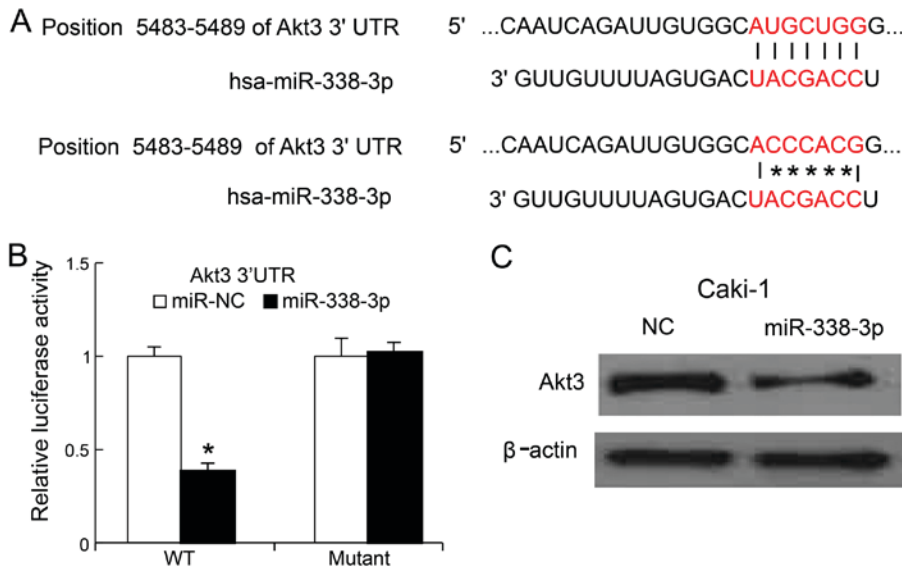 A
Position 5483-5489 of Akt3 3' UTR 5' ...CAAUCAGAUUGUGGCAUGCUGGG...
hsa-miR-338-3p 3' GUUGUUUUAGUGACUACGACCU
Position 5483-5489 of Akt3 3' UTR 5' ...CAAUCAGAUUGUGGCACCCACGG...
*****
hsa-miR-338-3p 3' GUUGUUUUAGUGACUACGACCU
B
Akt3 3'UTR
miR-NC miR-338-3p
Relative luciferase activity
1.5
1
0.5
0
*
WT Mutant
C
Caki-1
NC miR-338-3p
Akt3
β-actin